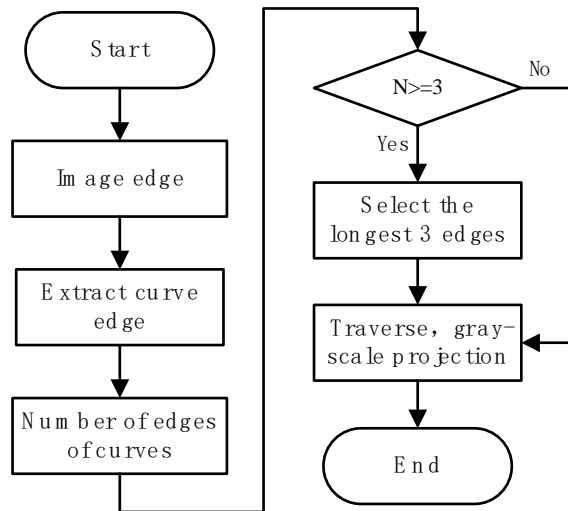 Start
Image edge
Extract curve
edge
Number of edges
of curves
N>=3
No
Yes
Select the
longest 3 edges
Traverse, gray-
scale projection
End